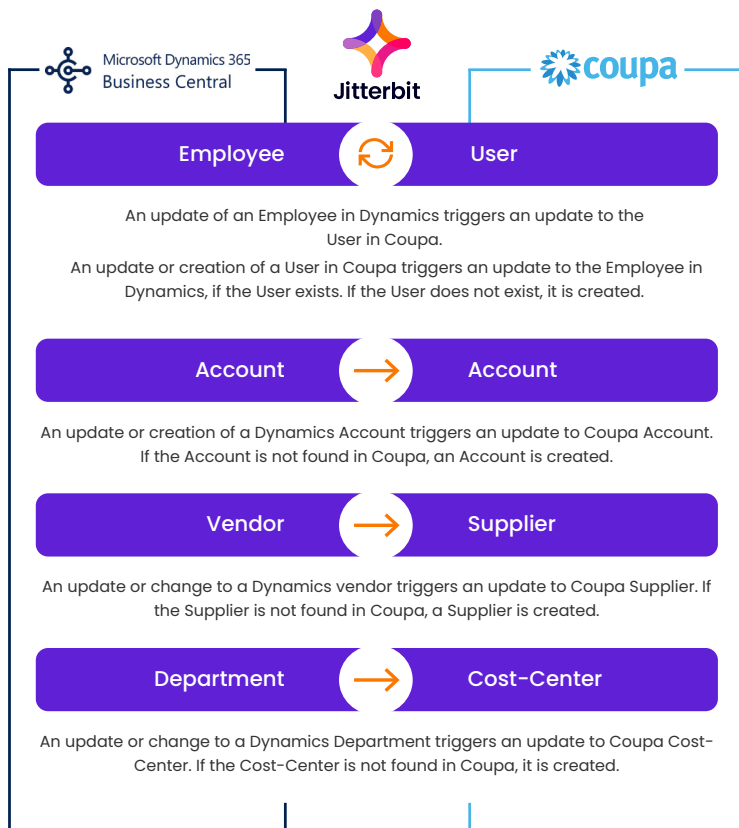 Microsoft Dynamics 365
Business Central
Jitterbit
coupa
Employee
User
An update of an Employee in Dynamics triggers an update to the
User in Coupa.
An update or creation of a User in Coupa triggers an update to the Employee in
Dynamics, if the User exists. If the User does not exist, it is created.
Account
Account
An update or creation of a Dynamics Account triggers an update to Coupa Account.
If the Account is not found in Coupa, an Account is created.
Vendor
Supplier
An update or change to a Dynamics vendor triggers an update to Coupa Supplier. If
the Supplier is not found in Coupa, a Supplier is created.
Department
Cost-Center
An update or change to a Dynamics Department triggers an update to Coupa Cost-
Center. If the Cost-Center is not found in Coupa, it is created.